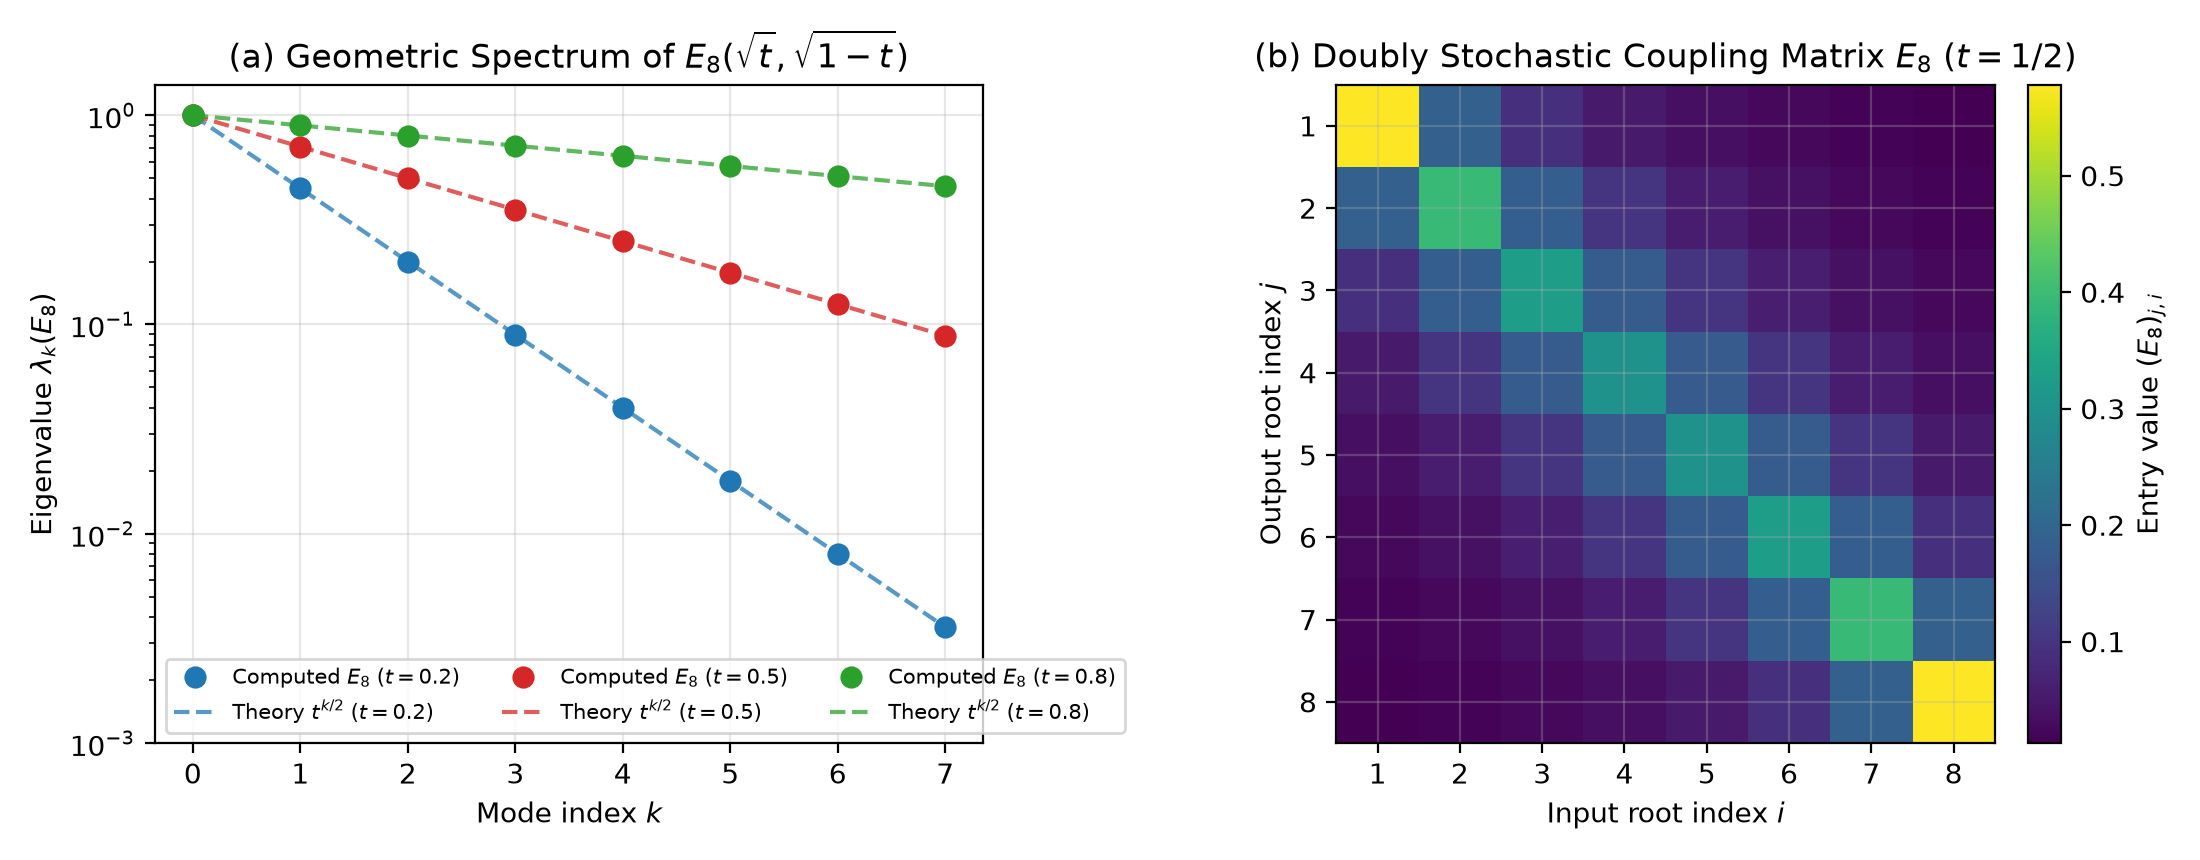 (a) Geometric Spectrum of E₈(√t, √1 − t)
10⁰
10⁻¹
10⁻²
10⁻³
Eigenvalue λₖ(E₈)
Computed E₈ (t = 0.2)
Theory t^{k/2} (t = 0.2)
Computed E₈ (t = 0.5)
Theory t^{k/2} (t = 0.5)
Computed E₈ (t = 0.8)
Theory t^{k/2} (t = 0.8)
0 1 2 3 4 5 6 7
Mode index k
(b) Doubly Stochastic Coupling Matrix E₈ (t = 1/2)
1
2
3
4
5
6
7
8
Output root index j
1 2 3 4 5 6 7 8
Input root index i
0.5
0.4
0.3
0.2
0.1
Entry value (E₈)ⱼ,ᵢ